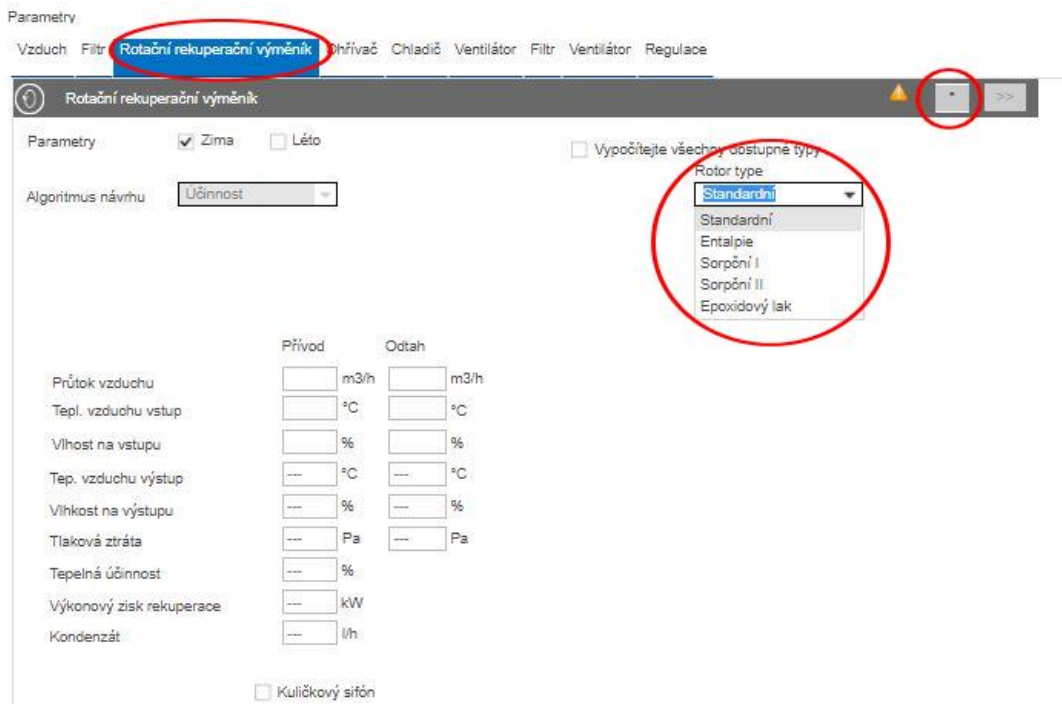 Parametry
Vzduch Filtr Rotační rekuperační výměník Ohřívač Chladič Ventilátor Filtr Ventilátor Regulace
Rotační rekuperační výměník * >>
Parametry Zima Léto Vypočítejte všechny dostupné typy
Rotor type
Algoritmus návrhu Účinnost Standardní
Standardní
Entalpie
Sorpční I
Sorpční II
Epoxidový lak
Přívod Odtah
Průtok vzduchu m3/h m3/h
Tepl. vzduchu vstup °C °C
Vlhost na vstupu % %
Tep. vzduchu výstup --- °C --- °C
Vlhkost na výstupu --- % --- %
Tlaková ztráta --- Pa --- Pa
Tepelná účinnost --- %
Výkonový zisk rekuperace --- kW
Kondenzát --- l/h
Kuličkový sifón